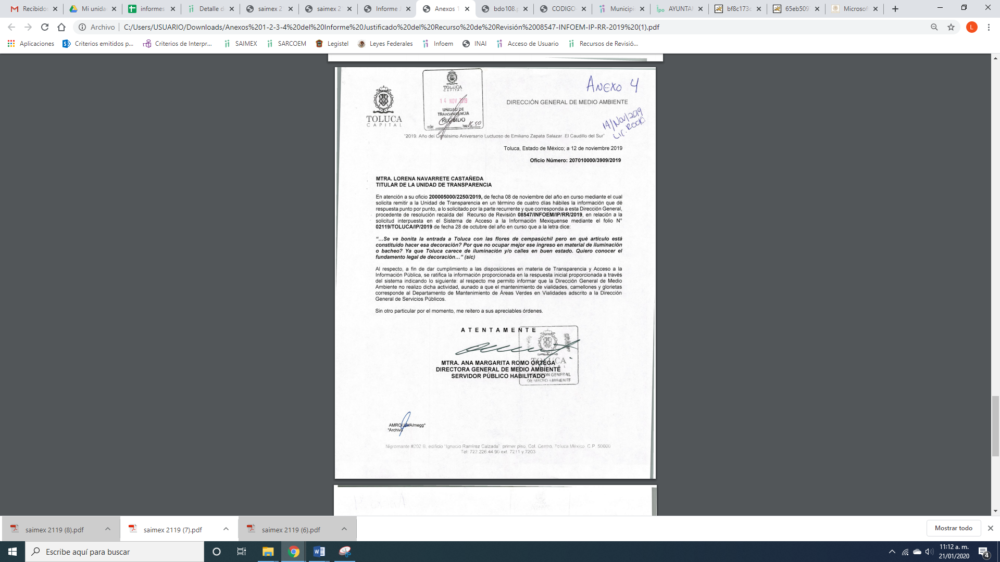 Recibidos
Mi unida
informes
Detalle d
saimex 2
saimex 2
Informe J
Anexos 1
bdo108.p
CODIGO
Municipi
AYUNTAM
bf8c173c
65eb509
Microsof
Archivo
C:/Users/USUARIO/Downloads/Anexos%201-2-3-4%20del%20Informe%20Justificado%20del%20Recurso%20de%20Revisión%2008547-INFOEM-IP-RR-2019%20(1).pdf
L
Aplicaciones
Criterios emitidos p...
Criterios de Interpr...
SAIMEX
SARCOEM
Legistel
Leyes Federales
Infoem
INAI
Acceso de Usuario
Recursos de Revisió...
TOLUCA
CAPITAL
TOLUCA
CAPITAL
14 NOV 2019
UNIDAD DE
TRANSPARENCIA
RECIBIDO
16:50
ANEXO 4
DIRECCIÓN GENERAL DE MEDIO AMBIENTE
14/Nov/2019
Lic. Rocio
"2019. Año del Centésimo Aniversario Luctuoso de Emiliano Zapata Salazar. El Caudillo del Sur"
Toluca, Estado de México; a 12 de noviembre 2019
Oficio Número: 207010000/3909/2019
MTRA. LORENA NAVARRETE CASTAÑEDA
TITULAR DE LA UNIDAD DE TRANSPARENCIA
En atención a su oficio 200005000/2250/2019, de fecha 08 de noviembre del año en curso mediante el cual
solicita remitir a la Unidad de Transparencia en un término de cuatro días hábiles la información que dé
respuesta punto por punto, a lo solicitado por la parte recurrente y que corresponda a esta Dirección General,
procedente de resolución recaída del Recurso de Revisión 08547/INFOEM/IP/RR/2019, en relación a la
solicitud interpuesta en el Sistema de Acceso a la Información Mexiquense mediante el folio N°
02119/TOLUCA/IP/2019 de fecha 28 de octubre del año en curso que a la letra dice:
"…Se ve bonita la entrada a Toluca con las flores de cempasúchil pero en qué artículo está
constituido hacer esa decoración? Por que no ocupar mejor ese ingreso en material de iluminación
o bacheo? Ya que Toluca carece de iluminación y/o calles en buen estado. Quiero conocer el
fundamento legal de decoración…" (sic)
Al respecto, a fin de dar cumplimiento a las disposiciones en materia de Transparencia y Acceso a la
Información Pública, se ratifica la información proporcionada en la respuesta inicial proporcionada a través
del sistema indicando lo siguiente: al respecto me permito informar que la Dirección General de Medio
Ambiente no realizo dicha actividad, aunado a que el mantenimiento de vialidades, camellones y glorietas
corresponde al Departamento de Mantenimiento de Áreas Verdes en Vialidades adscrito a la Dirección
General de Servicios Públicos.
Sin otro particular por el momento, me reitero a sus apreciables órdenes.
A T E N T A M E N T E
MTRA. ANA MARGARITA ROMO ORTEGA
DIRECTORA GENERAL DE MEDIO AMBIENTE
SERVIDOR PÚBLICO HABILITADO
TOLUCA
DIRECCIÓN GENERAL
DE MEDIO AMBIENTE
*Archivo
Nigromante #202 B, edificio "Ignacio Ramírez Calzada", primer piso, Col. Centro, Toluca México. C.P. 50000
Tel: 722.226.44.90 ext. 7211 y 7203
saimex 2119 (8).pdf
saimex 2119 (7).pdf
saimex 2119 (6).pdf
Mostrar todo
Escribe aquí para buscar
11:12 a. m.
21/01/2020
4